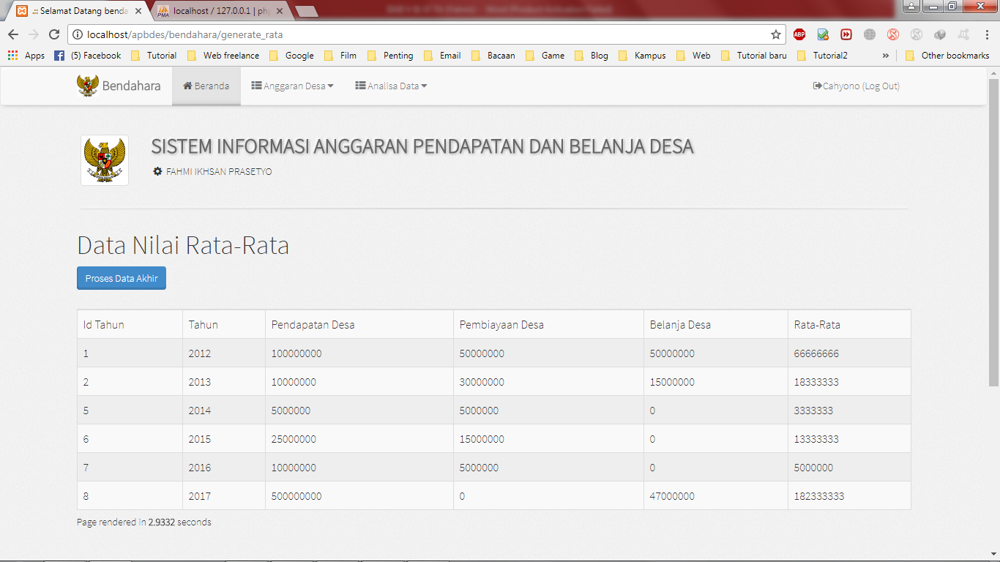 .:: Selamat Datang benda
localhost / 127.0.0.1 | ph
localhost/apbdes/bendahara/generate_rata
ABP
Apps (5) Facebook Tutorial Web freelance Google Film Penting Email Bacaan Game Blog Kampus Web Tutorial baru Tutorial2 » Other bookmarks
Bendahara Beranda Anggaran Desa Analisa Data Cahyono (Log Out)
SISTEM INFORMASI ANGGARAN PENDAPATAN DAN BELANJA DESA
FAHMI IKHSAN PRASETYO
Data Nilai Rata-Rata
Proses Data Akhir
Id Tahun Tahun Pendapatan Desa Pembiayaan Desa Belanja Desa Rata-Rata
1 2012 100000000 50000000 50000000 66666666
2 2013 10000000 30000000 15000000 18333333
5 2014 5000000 5000000 0 3333333
6 2015 25000000 15000000 0 13333333
7 2016 10000000 5000000 0 5000000
8 2017 500000000 0 47000000 182333333
Page rendered in 2.9332 seconds